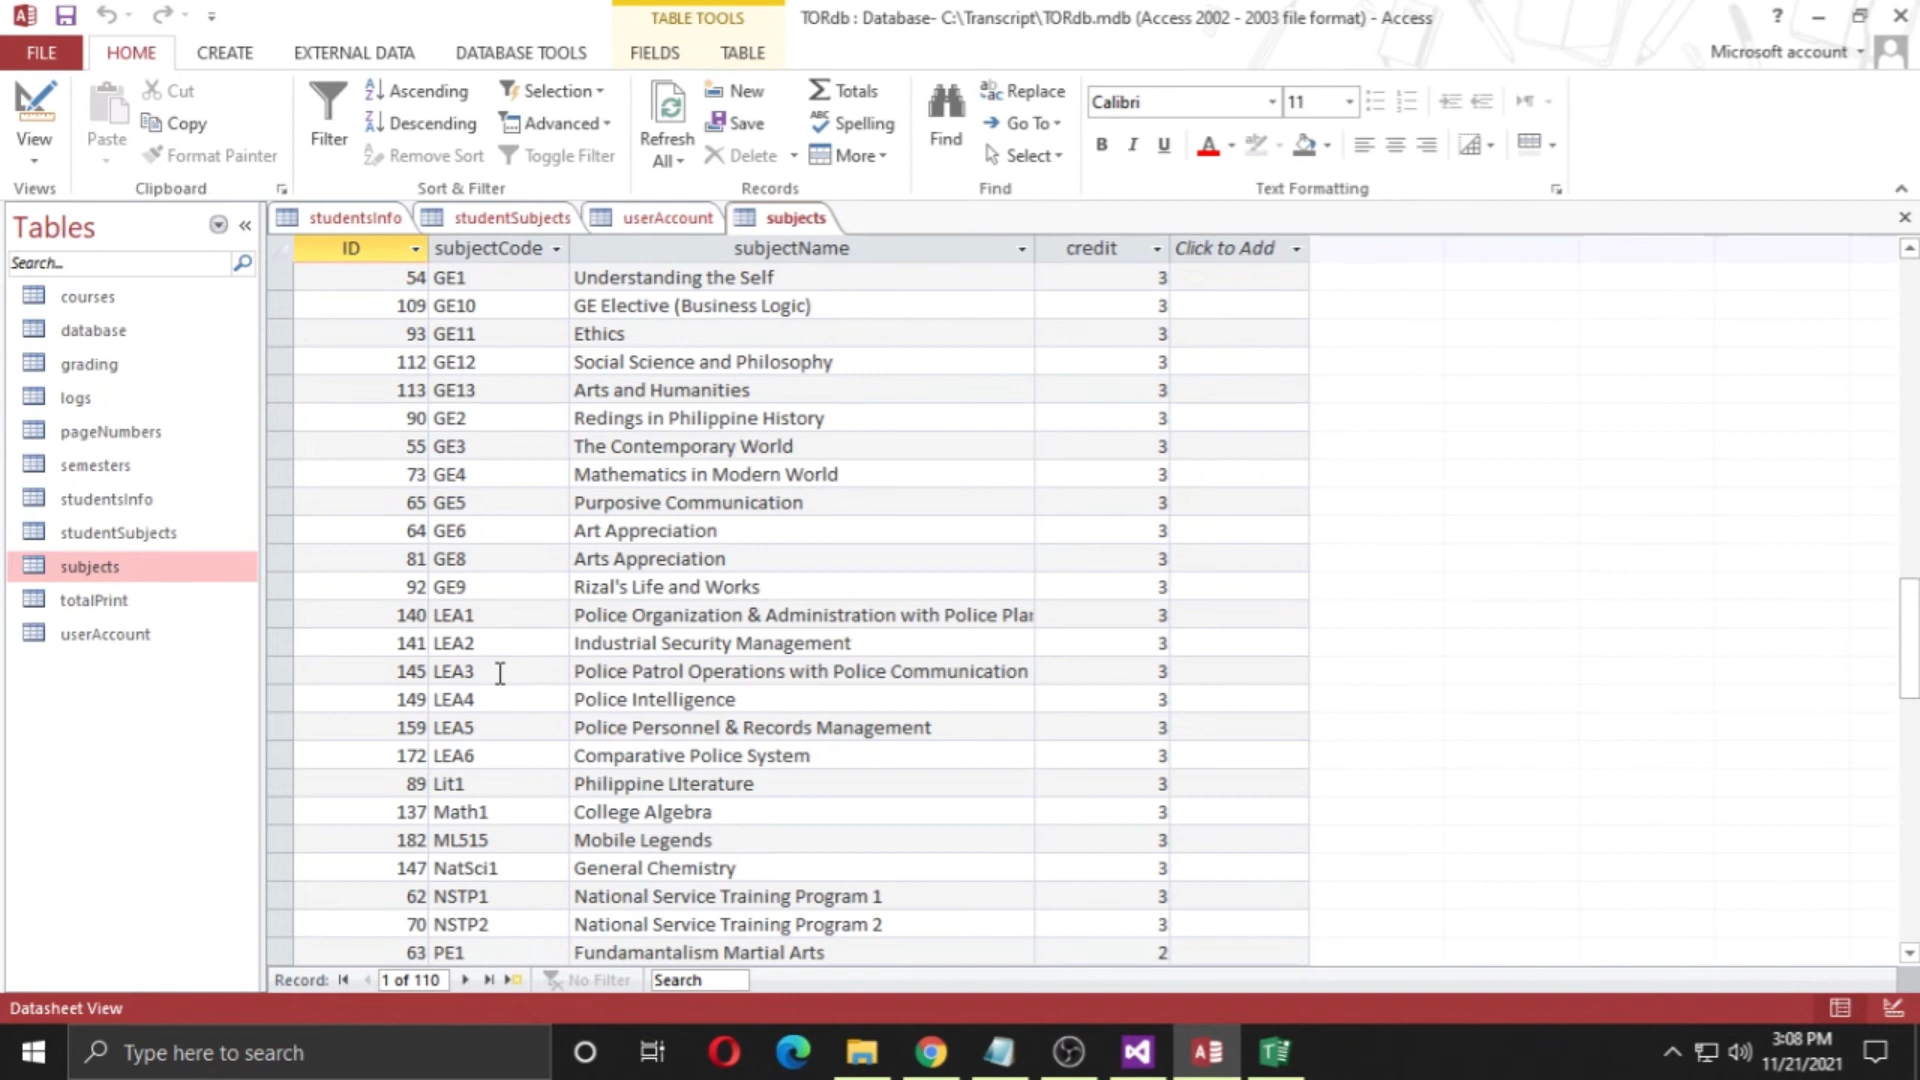 TABLE TOOLS
TORdb : Database- C:\Transcript\TORdb.mdb (Access 2002 - 2003 file format) - Access
?
FILE HOME CREATE EXTERNAL DATA DATABASE TOOLS FIELDS TABLE
Microsoft account
View
Views
Paste
Cut
Copy
Format Painter
Clipboard
Filter
Ascending
Descending
Remove Sort
Selection
Advanced
Toggle Filter
Sort & Filter
Refresh All
New
Save
Delete
Totals
Spelling
More
Records
Find
Replace
Go To
Select
Find
Calibri 11
B I U
Text Formatting
Tables
Search...
courses
database
grading
logs
pageNumbers
semesters
studentsInfo
studentSubjects
subjects
totalPrint
userAccount
studentsInfo studentSubjects userAccount subjects
ID subjectCode subjectName credit Click to Add
54 GE1 Understanding the Self 3
109 GE10 GE Elective (Business Logic) 3
93 GE11 Ethics 3
112 GE12 Social Science and Philosophy 3
113 GE13 Arts and Humanities 3
90 GE2 Redings in Philippine History 3
55 GE3 The Contemporary World 3
73 GE4 Mathematics in Modern World 3
65 GE5 Purposive Communication 3
64 GE6 Art Appreciation 3
81 GE8 Arts Appreciation 3
92 GE9 Rizal's Life and Works 3
140 LEA1 Police Organization & Administration with Police Plan 3
141 LEA2 Industrial Security Management 3
145 LEA3 Police Patrol Operations with Police Communication 3
149 LEA4 Police Intelligence 3
159 LEA5 Police Personnel & Records Management 3
172 LEA6 Comparative Police System 3
89 Lit1 Philippine LIterature 3
137 Math1 College Algebra 3
182 ML515 Mobile Legends 3
147 NatSci1 General Chemistry 3
62 NSTP1 National Service Training Program 1 3
70 NSTP2 National Service Training Program 2 3
63 PE1 Fundamantalism Martial Arts 2
Record: 1 of 110 No Filter Search
Datasheet View
Type here to search
3:08 PM
11/21/2021